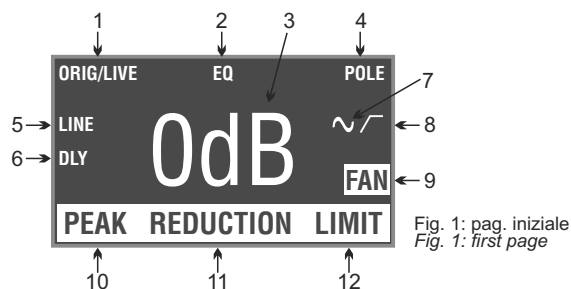 1 2 3 4
ORIG/LIVE EQ POLE
7
5 LINE 8
0dB
6 DLY
FAN 9
PEAK REDUCTION LIMIT
10 11 12
Fig. 1: pag. iniziale
Fig. 1: first page